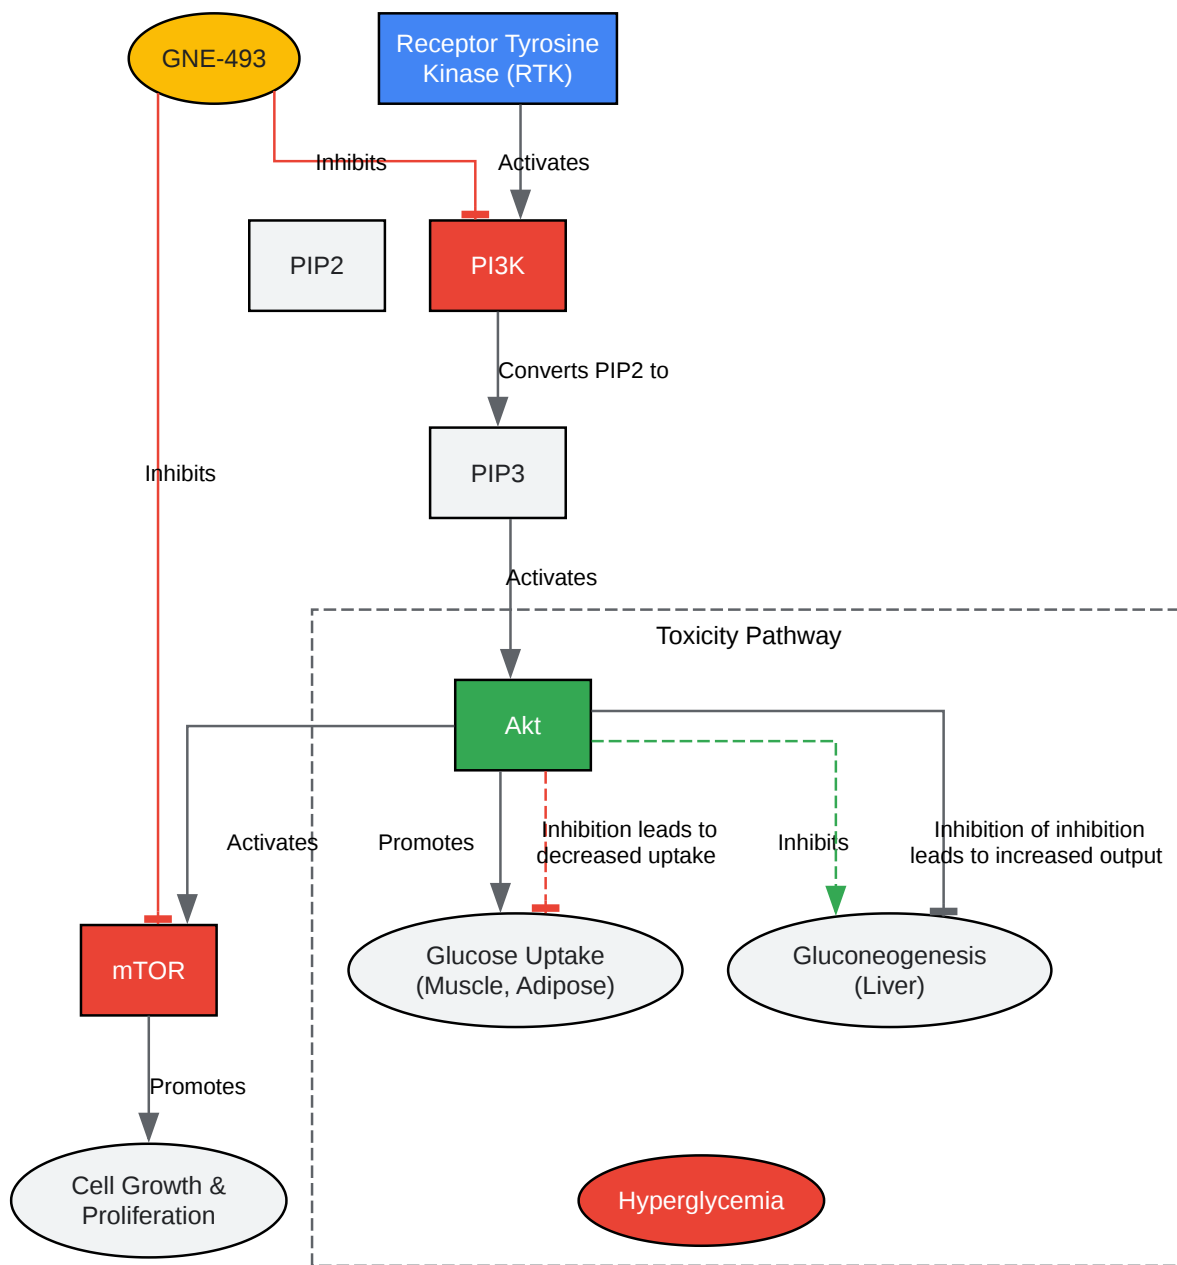 GNE-493
Receptor Tyrosine
Kinase (RTK)
Inhibits
Activates
PIP2
PI3K
Converts PIP2 to
Inhibits
PIP3
Activates
Toxicity Pathway
Akt
Activates
Promotes
Inhibition leads to
decreased uptake
Inhibits
Inhibition of inhibition
leads to increased output
mTOR
Glucose Uptake
(Muscle, Adipose)
Gluconeogenesis
(Liver)
Promotes
Cell Growth &
Proliferation
Hyperglycemia